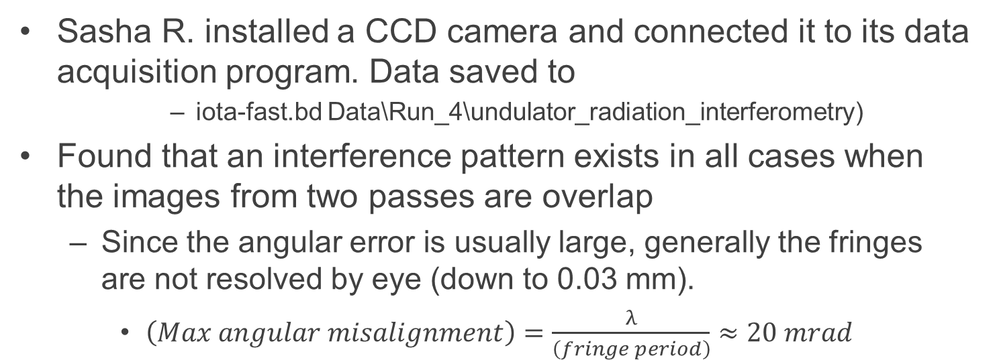 • Sasha R. installed a CCD camera and connected it to its data
acquisition program. Data saved to
– iota-fast.bd Data\Run_4\undulator_radiation_interferometry)
• Found that an interference pattern exists in all cases when
the images from two passes are overlap
– Since the angular error is usually large, generally the fringes
are not resolved by eye (down to 0.03 mm).
• (Max angular misalignment) = λ / (fringe period) ≈ 20 mrad